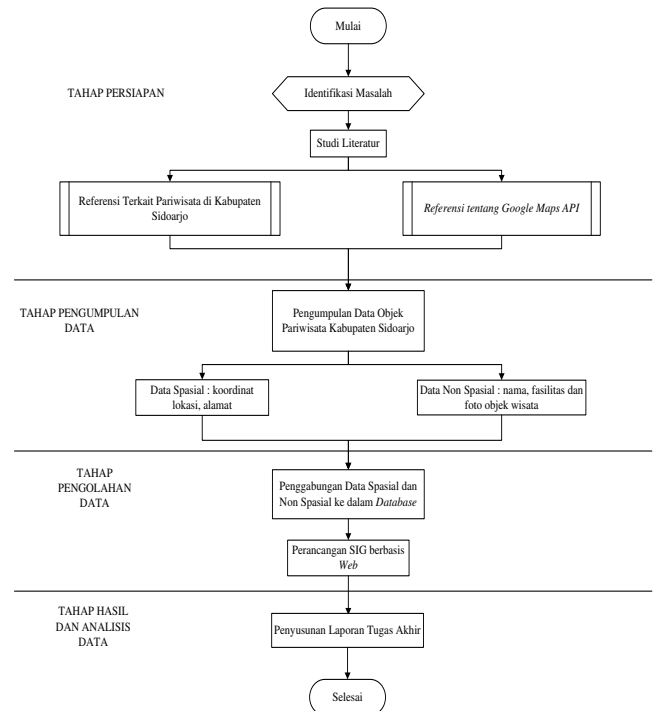 Mulai
TAHAP PERSIAPAN
Identifikasi Masalah
Studi Literatur
Referensi Terkait Pariwisata di Kabupaten
Sidoarjo
Referensi tentang Google Maps API
TAHAP PENGUMPULAN
DATA
Pengumpulan Data Objek
Pariwisata Kabupaten Sidoarjo
Data Spasial : koordinat
lokasi, alamat
Data Non Spasial : nama, fasilitas dan
foto objek wisata
TAHAP
PENGOLAHAN
DATA
Penggabungan Data Spasial dan
Non Spasial ke dalam Database
Perancangan SIG berbasis
Web
TAHAP HASIL
DAN ANALISIS
DATA
Penyusunan Laporan Tugas Akhir
Selesai